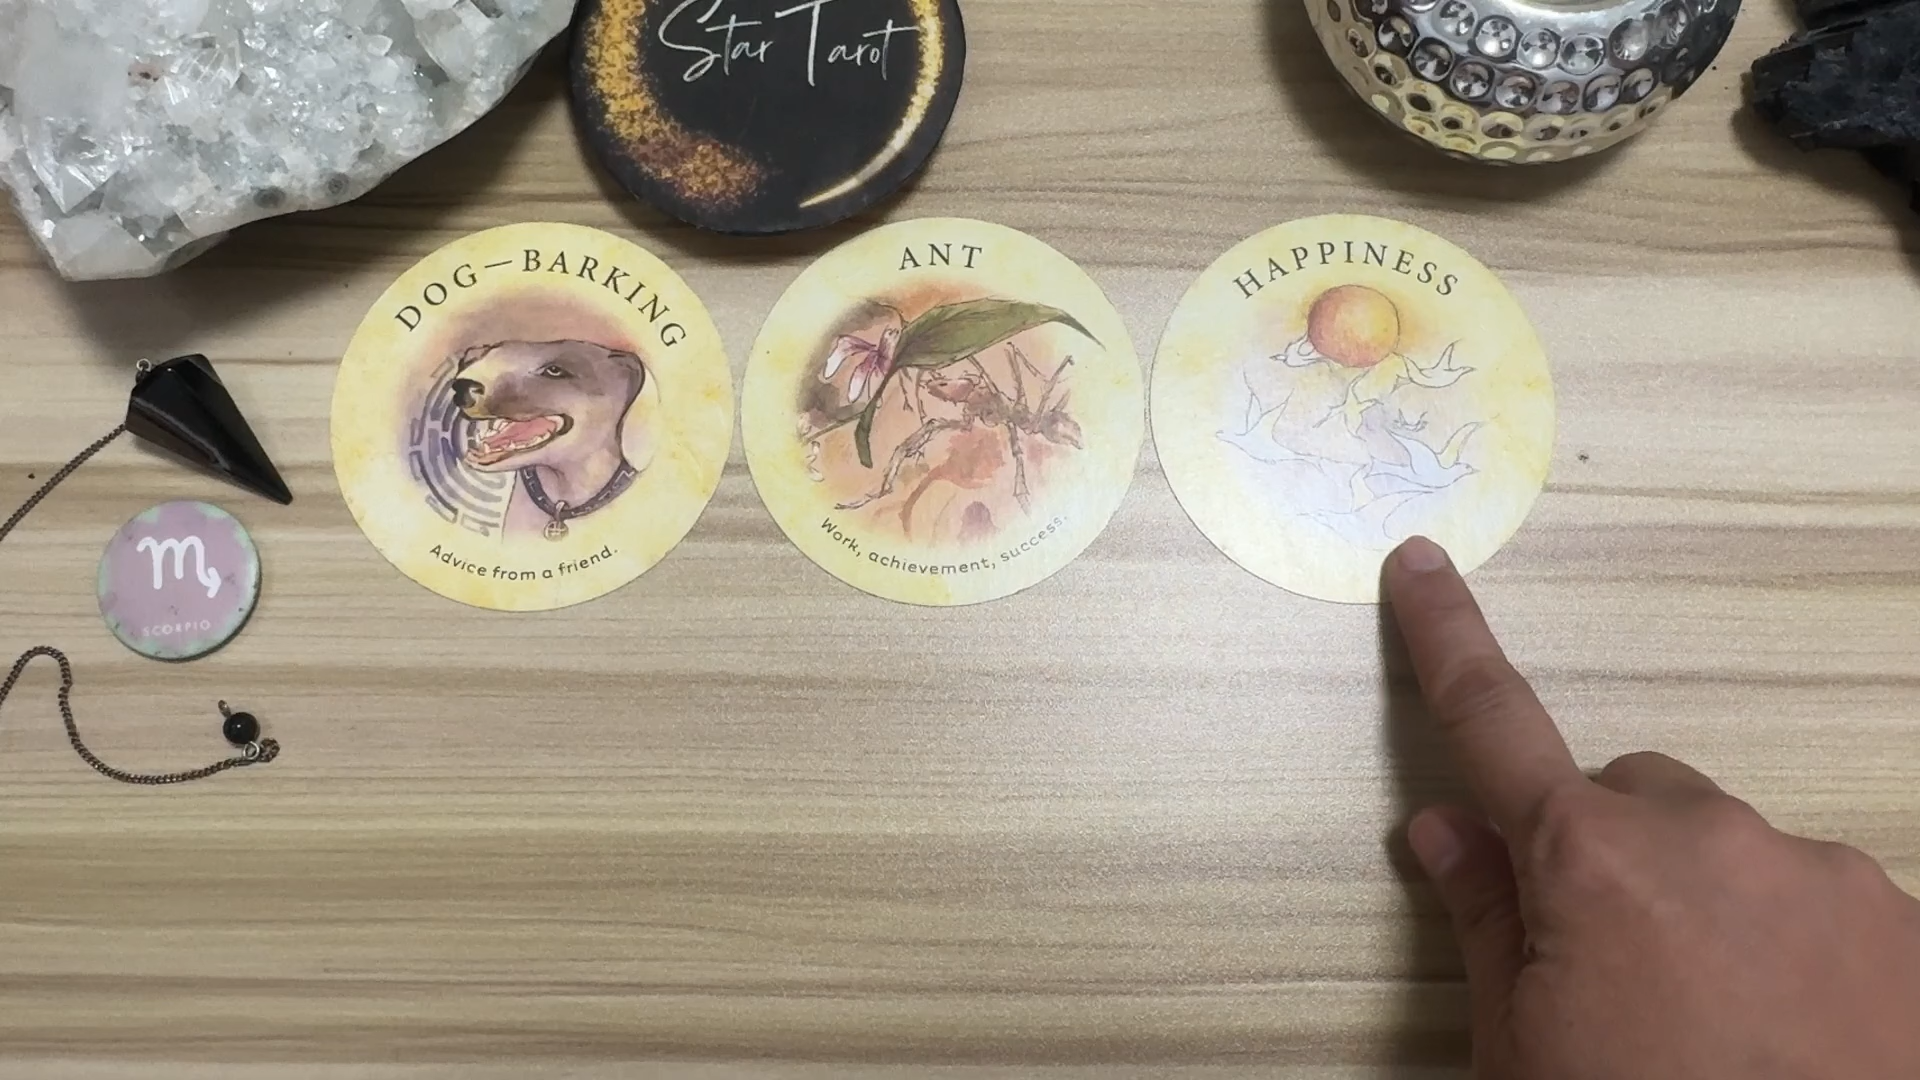 Star Tarot
DOG—BARKING
Advice from a friend.
ANT
Work, achievement, success.
HAPPINESS
SCORPIO